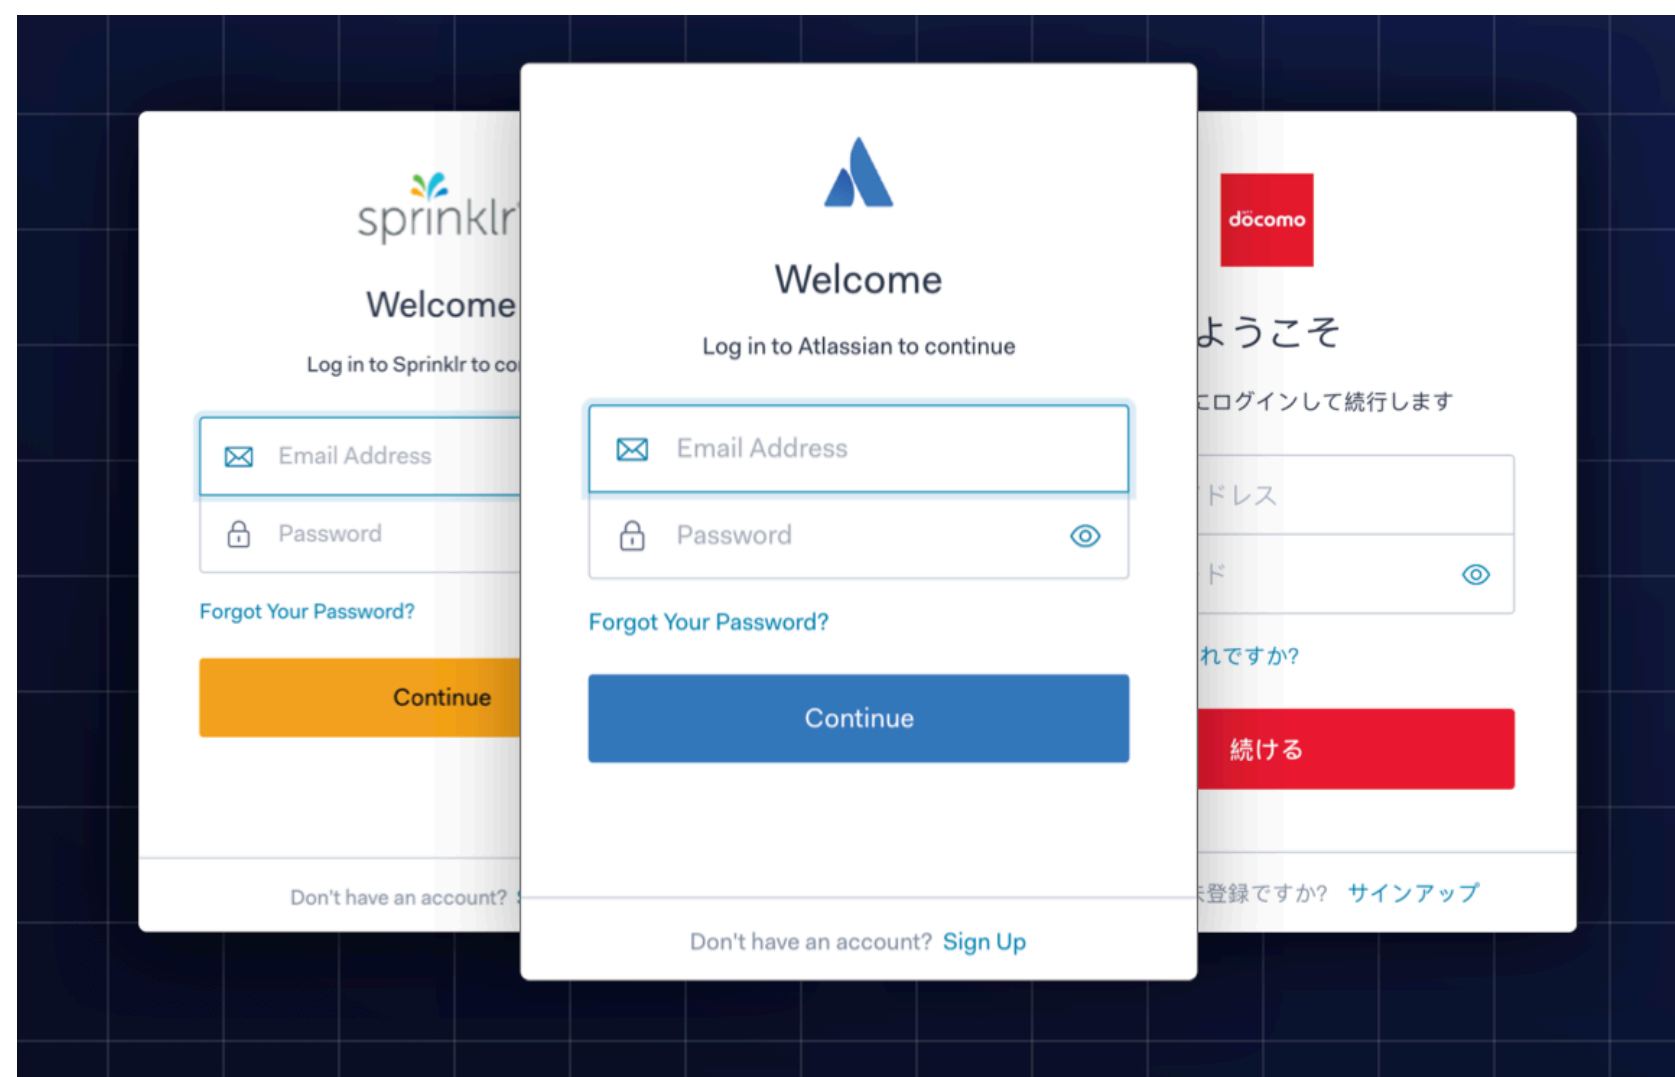 sprinklr
Welcome
Log in to Sprinklr to
Email Address
Password
Forgot Your Password?
Continue
Don't have an account?
Welcome
Log in to Atlassian to continue
Email Address
Password
Forgot Your Password?
Continue
Don't have an account? Sign Up
döcomo
ようこそ
ログインして続行します
ドレス
ド
れですか?
続ける
登録ですか? サインアップ